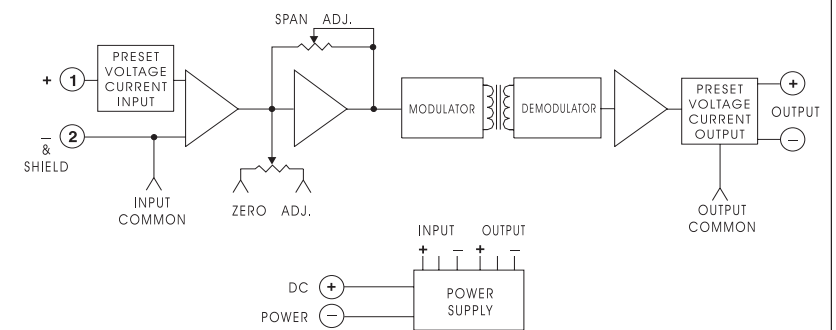 SPAN ADJ.
+ 1
PRESET
VOLTAGE
CURRENT
INPUT
MODULATOR
DEMODULATOR
PRESET
VOLTAGE
CURRENT
OUTPUT
+
OUTPUT
−
− 2
&
SHIELD
INPUT
COMMON
ZERO ADJ.
OUTPUT
COMMON
INPUT OUTPUT
+ − + −
DC +
POWER −
POWER
SUPPLY